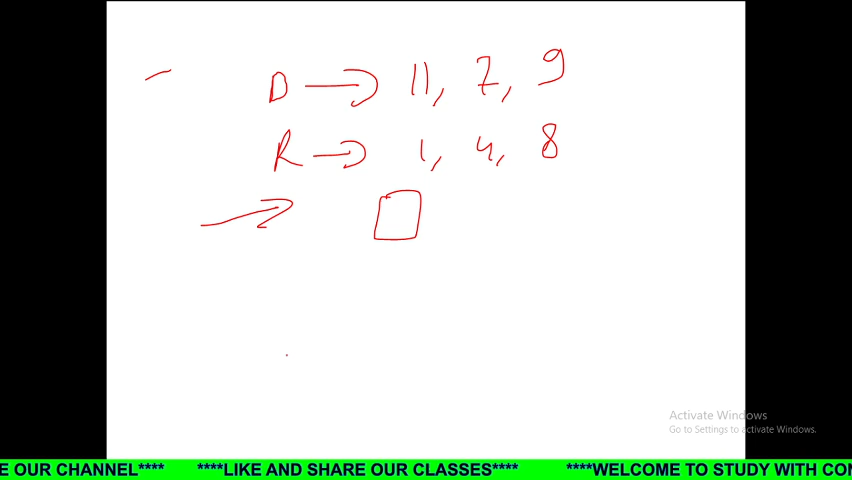 D → 11, 7, 9
R → 1, 4, 8
→ □
Activate Windows
Go to Settings to activate Windows.
E OUR CHANNEL**** ****LIKE AND SHARE OUR CLASSES**** ****WELCOME TO STUDY WITH CON